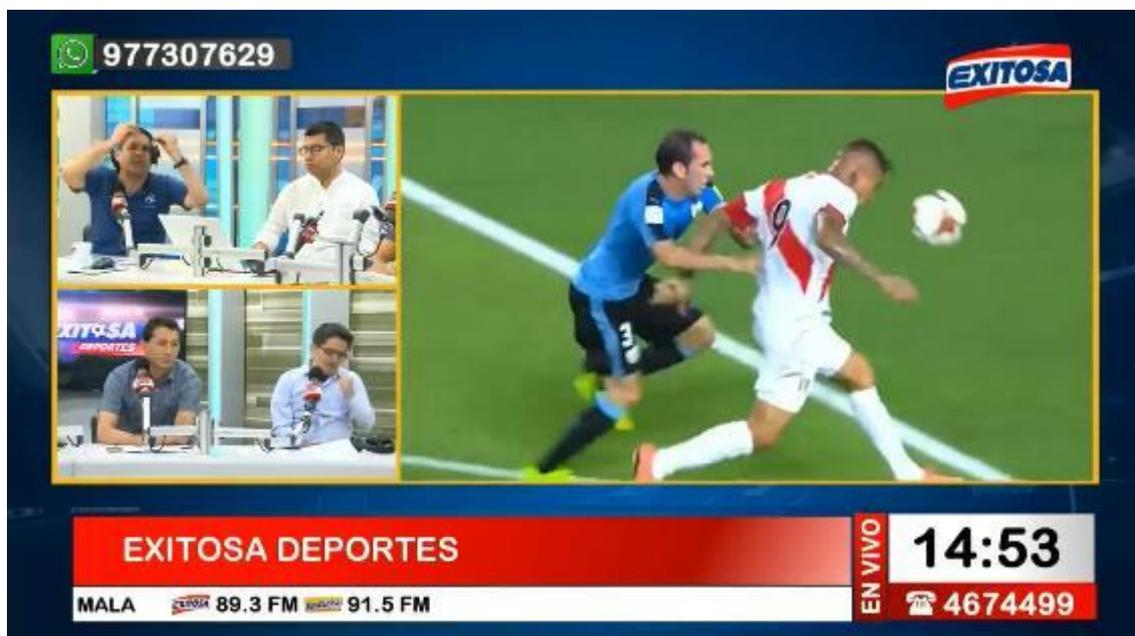 977307629
EXITOSA
EXITOSA
DEPORTES
9
3
EXITOSA DEPORTES
EN VIVO
14:53
MALA EXITOSA 89.3 FM 91.5 FM
4674499